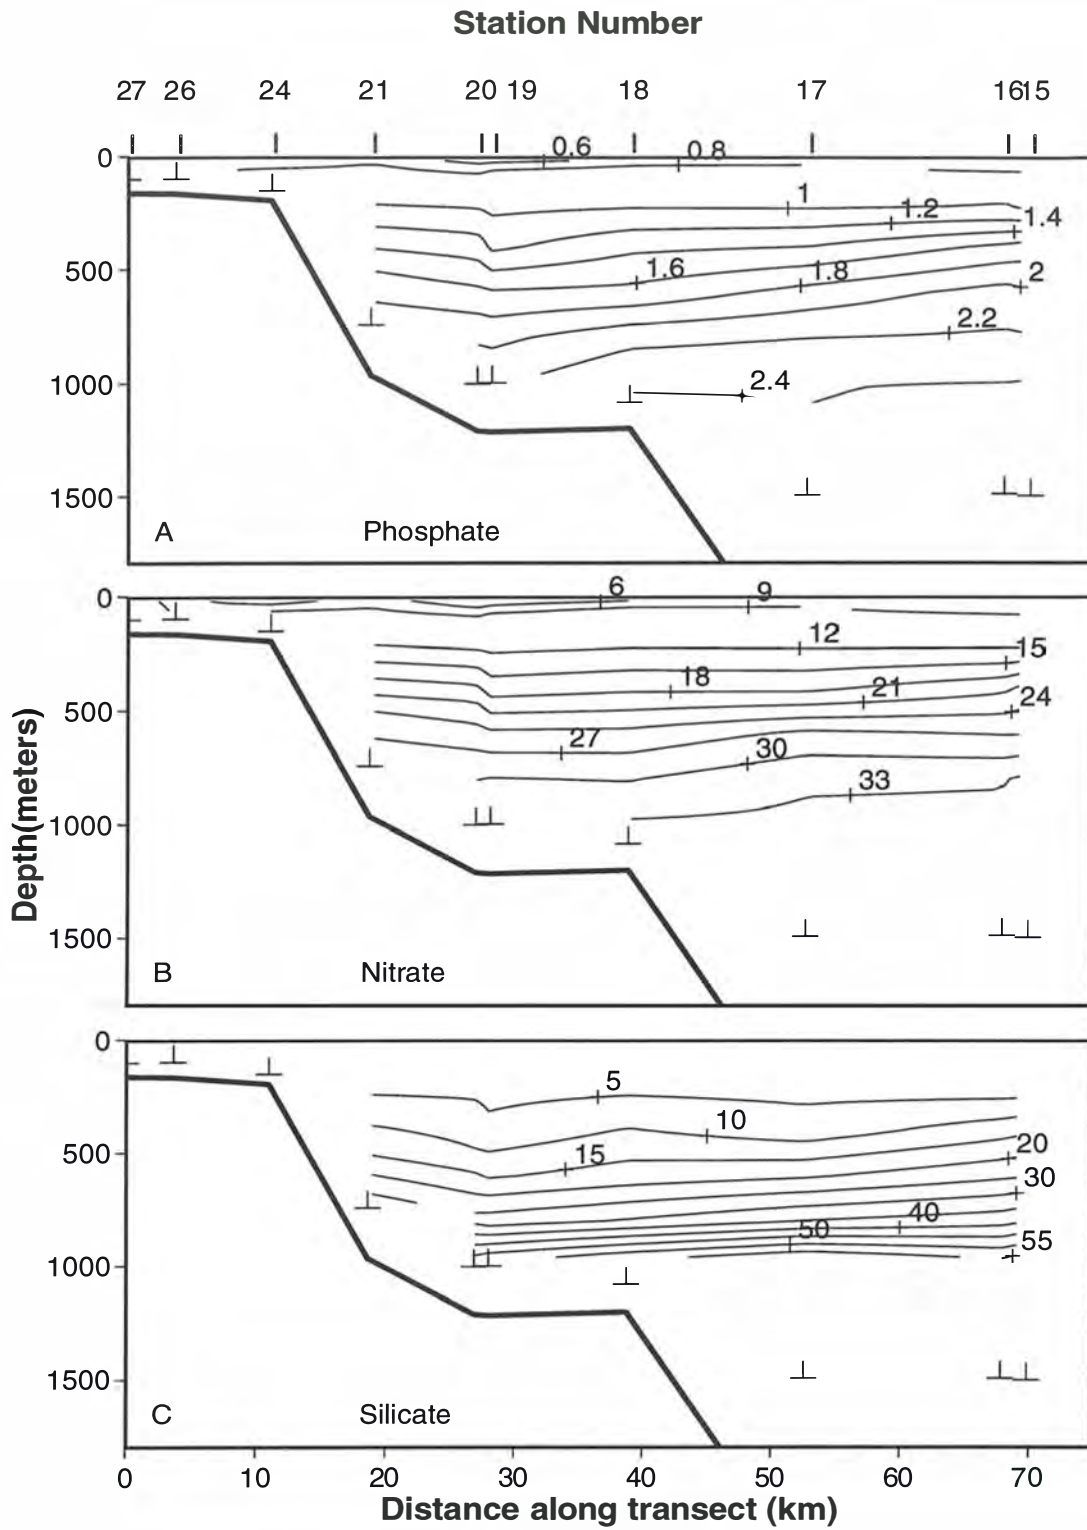 Station Number
27 26 24 21 20 19 18 17 1615
0 0.6 0.8
1 1.2 1.4
500 1.6 1.8 2
2.2
1000 2.4
1500
A Phosphate
0 6 9
12 15
18 21 24
500
27 30 33
1000
1500
B Nitrate
Depth(meters)
0
5
10
500 15 20
30
40
50 55
1000
1500
C Silicate
0 10 20 30 40 50 60 70
Distance along transect (km)